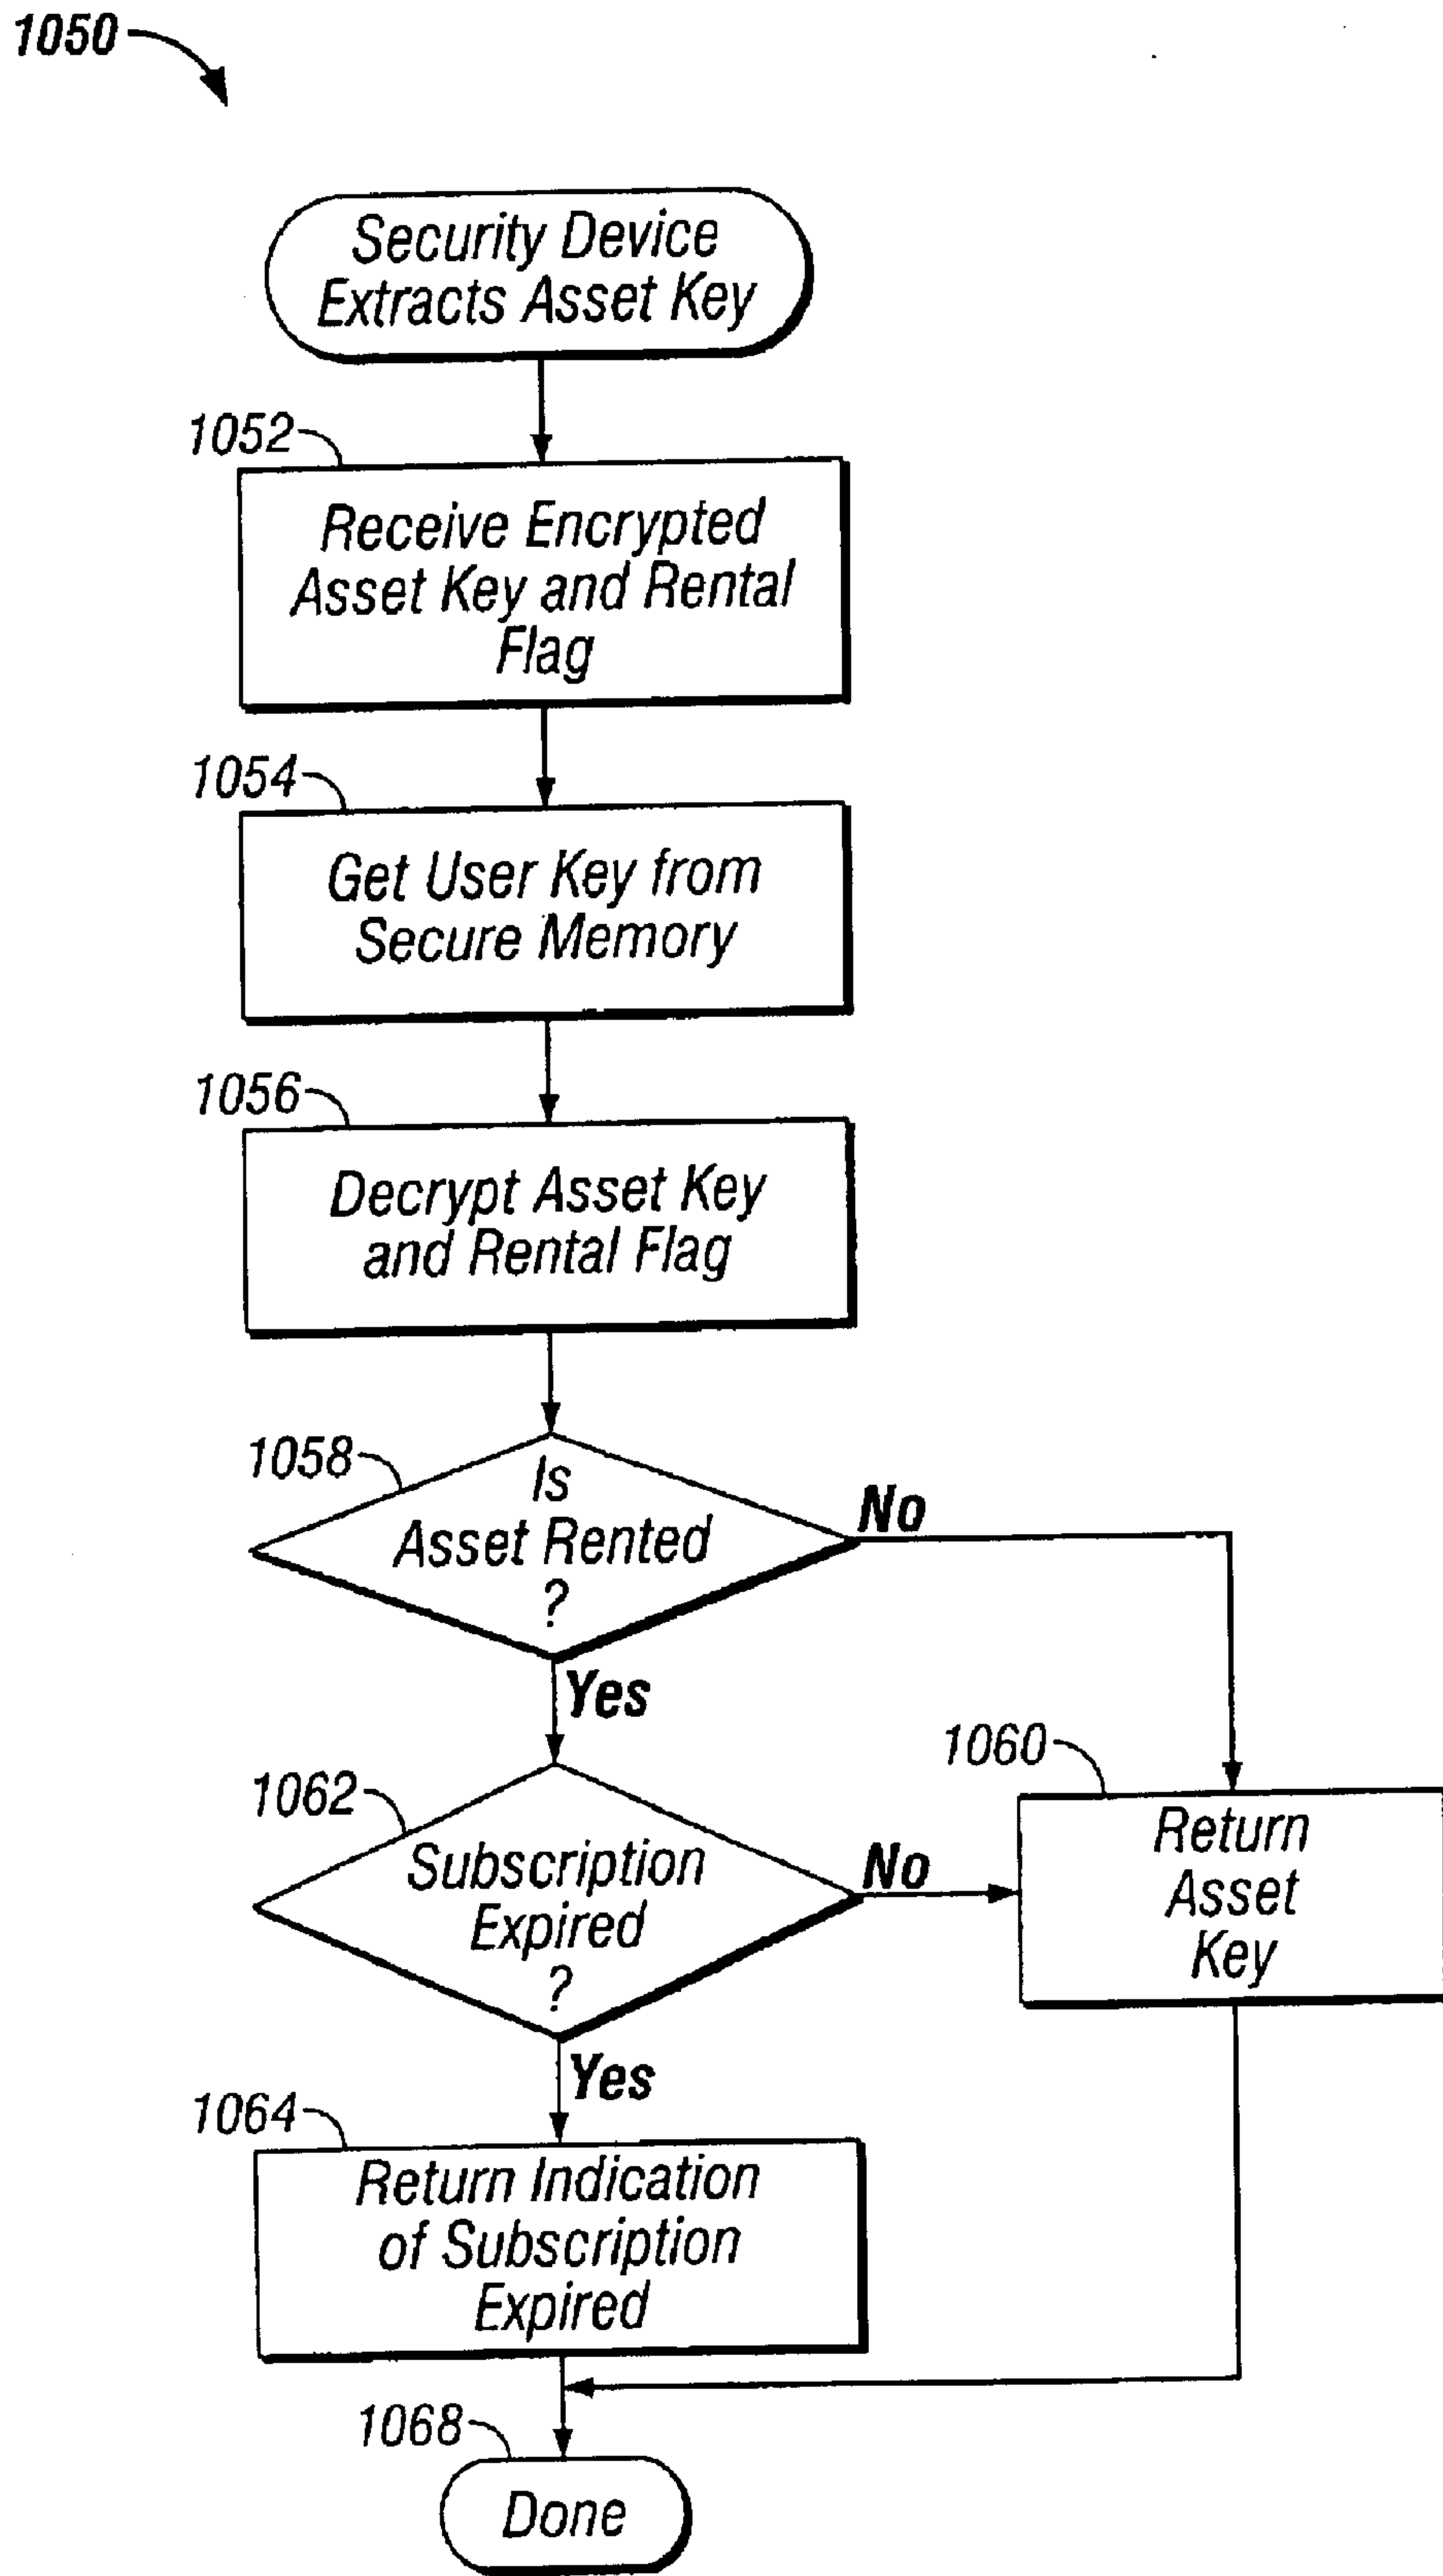 1050
Security Device
Extracts Asset Key
1052
Receive Encrypted
Asset Key and Rental
Flag
1054
Get User Key from
Secure Memory
1056
Decrypt Asset Key
and Rental Flag
1058
Is
Asset Rented
?
No
Yes
1060
Return
Asset
Key
1062
Subscription
Expired
?
No
Yes
1064
Return Indication
of Subscription
Expired
1068
Done